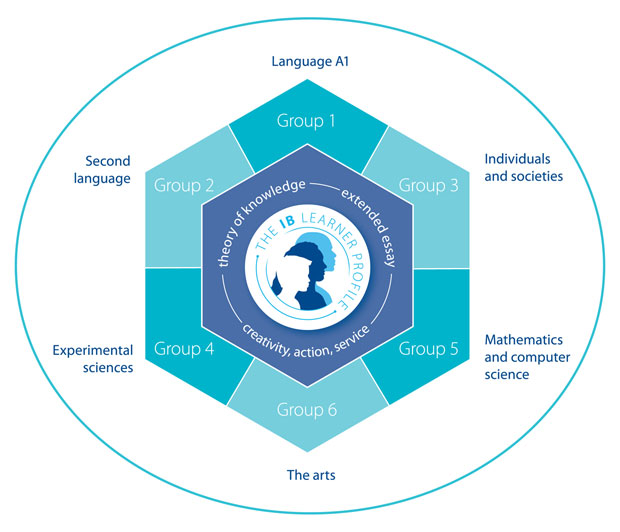 Language A1
Group 1
Second
language
Group 2
Group 3
Individuals
and societies
theory of knowledge
extended essay
THE IB LEARNER PROFILE
creativity, action, service
Experimental
sciences
Group 4
Group 5
Mathematics
and computer
science
Group 6
The arts